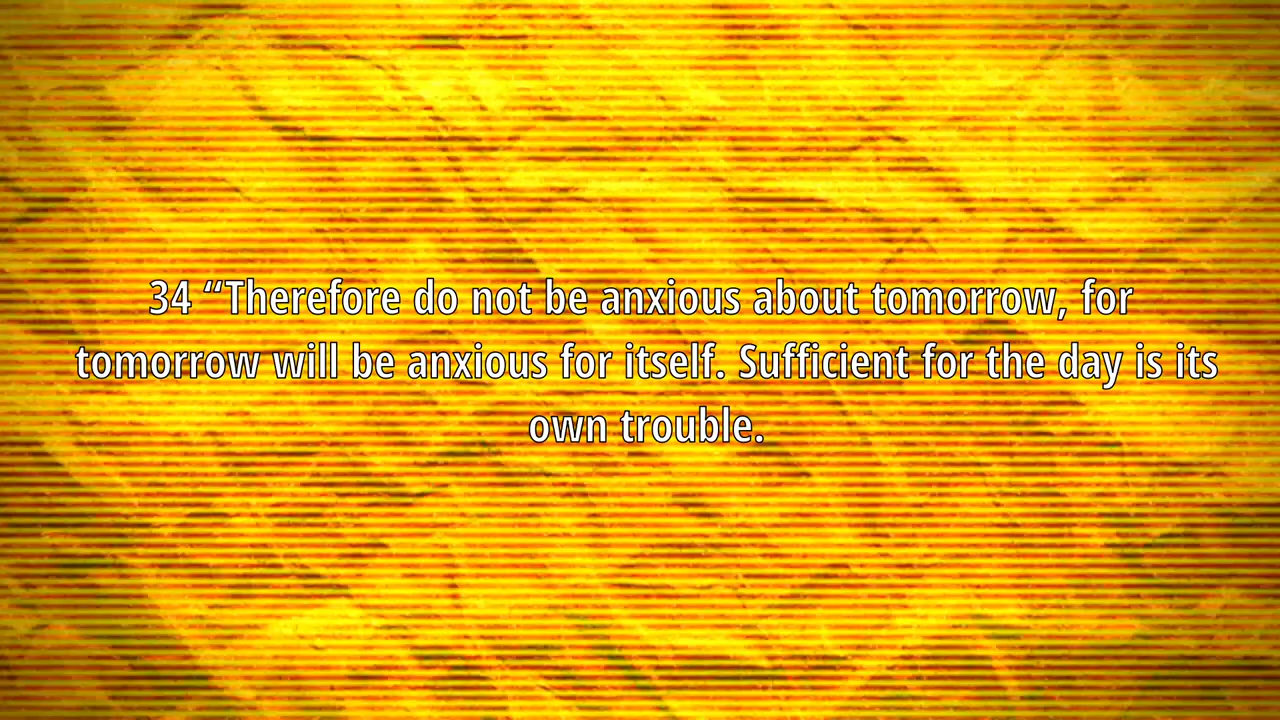 34 “Therefore do not be anxious about tomorrow, for
tomorrow will be anxious for itself. Sufficient for the day is its
own trouble.